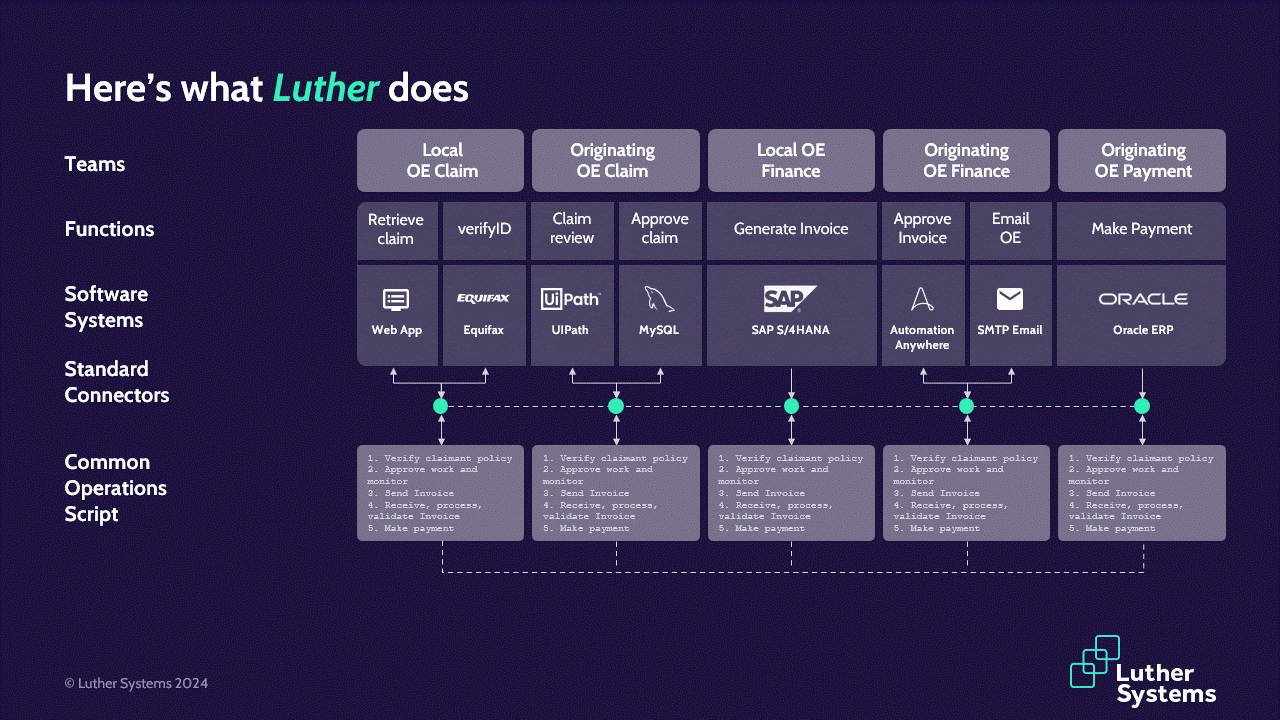 Here's what Luther does
Teams
Local
OE Claim
Originating
OE Claim
Local OE
Finance
Originating
OE Finance
Originating
OE Payment
Functions
Retrieve
claim
verifyID
Claim
review
Approve
claim
Generate Invoice
Approve
Invoice
Email
OE
Make Payment
Software
Systems
Web App
EQUIFAX
Equifax
UiPath
UIPath
MySQL
SAP
SAP S/4HANA
Automation
Anywhere
SMTP Email
ORACLE
Oracle ERP
Standard
Connectors
Common
Operations
Script
1. Verify claimant policy
2. Approve work and
monitor
3. Send Invoice
4. Receive, process,
validate Invoice
5. Make payment
1. Verify claimant policy
2. Approve work and
monitor
3. Send Invoice
4. Receive, process,
validate Invoice
5. Make payment
1. Verify claimant policy
2. Approve work and
monitor
3. Send Invoice
4. Receive, process,
validate Invoice
5. Make payment
1. Verify claimant policy
2. Approve work and
monitor
3. Send Invoice
4. Receive, process,
validate Invoice
5. Make payment
1. Verify claimant policy
2. Approve work and
monitor
3. Send Invoice
4. Receive, process,
validate Invoice
5. Make payment
© Luther Systems 2024
Luther
Systems